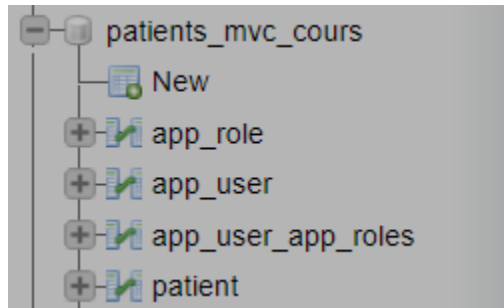 patients_mvc_cours
New
app_role
app_user
app_user_app_roles
patient